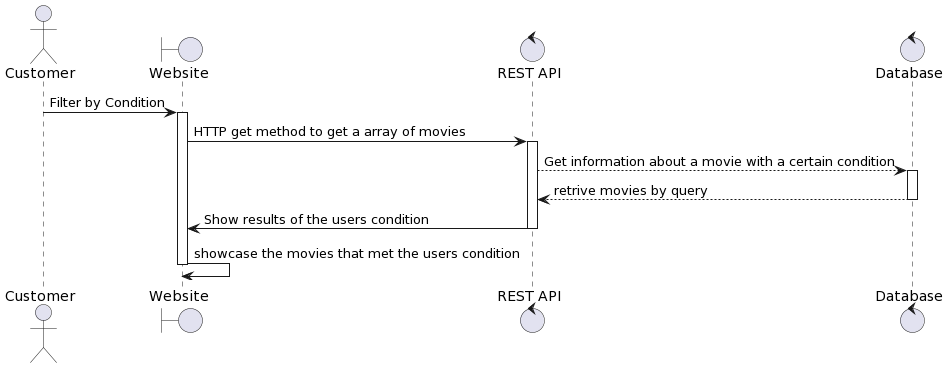 Customer
Website
REST API
Database
Filter by Condition
HTTP get method to get a array of movies
Get information about a movie with a certain condition
retrive movies by query
Show results of the users condition
showcase the movies that met the users condition
Customer
Website
REST API
Database